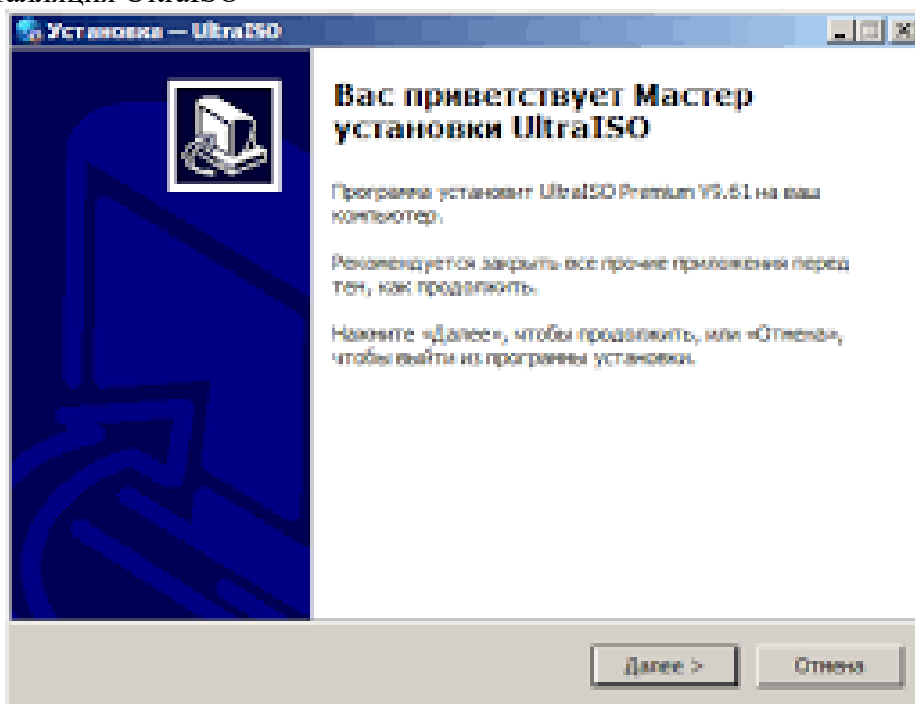 Установка — UltraISO
Вас приветствует Мастер
установки UltraISO
Программа установит UltraISO Premium V9.61 на ваш
компьютер.
Рекомендуется закрыть все прочие приложения перед
тем, как продолжить.
Нажмите «Далее», чтобы продолжить, или «Отмена»,
чтобы выйти из программы установки.
Далее >
Отмена